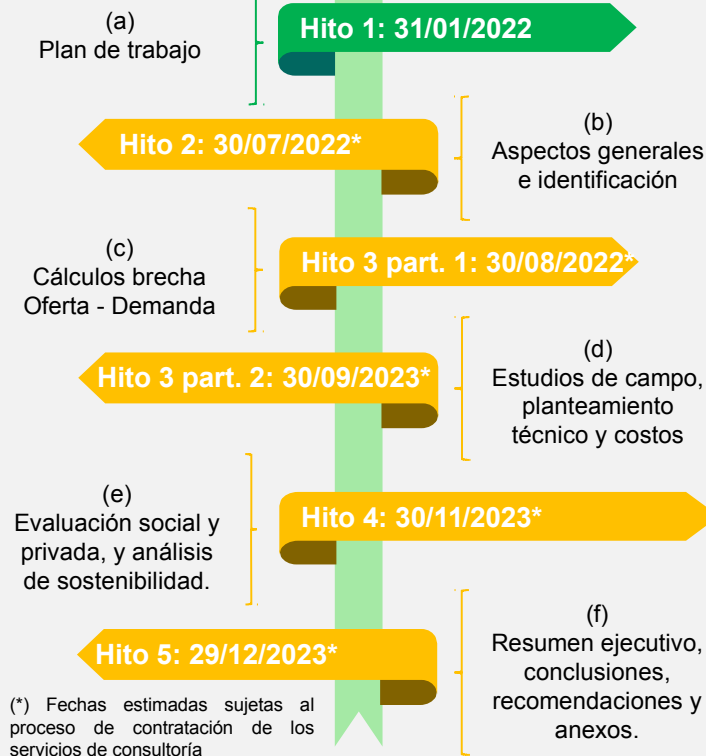 (a)
Plan de trabajo
Hito 1: 31/01/2022
Hito 2: 30/07/2022*
(b)
Aspectos generales
e identificación
(c)
Cálculos brecha
Oferta - Demanda
Hito 3 part. 1: 30/08/2022*
Hito 3 part. 2: 30/09/2023*
(d)
Estudios de campo,
planteamiento
técnico y costos
(e)
Evaluación social y
privada, y análisis
de sostenibilidad.
Hito 4: 30/11/2023*
Hito 5: 29/12/2023*
(f)
Resumen ejecutivo,
conclusiones,
recomendaciones y
anexos.
(*) Fechas estimadas sujetas al
proceso de contratación de los
servicios de consultoría